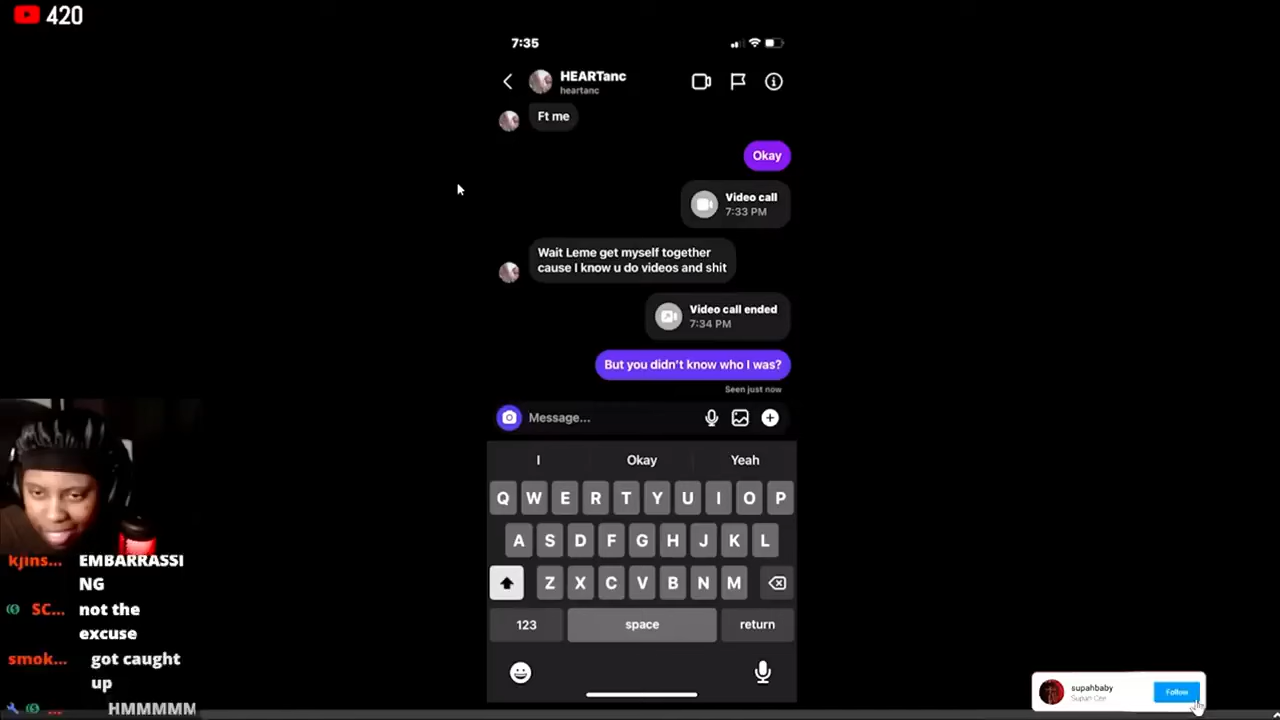 420
7:35
HEARTanc
heartanc
Ft me
Okay
Video call
7:33 PM
Wait Leme get myself together
cause I know u do videos and shit
Video call ended
7:34 PM
But you didn't know who I was?
Seen just now
Message...
I Okay Yeah
Q W E R T Y U I O P
A S D F G H J K L
Z X C V B N M
123 space return
kjins... EMBARRASSI
NG
SC... not the
excuse
smok... got caught
up
... HMMMMM
supahbaby
Supah Cee
Follow